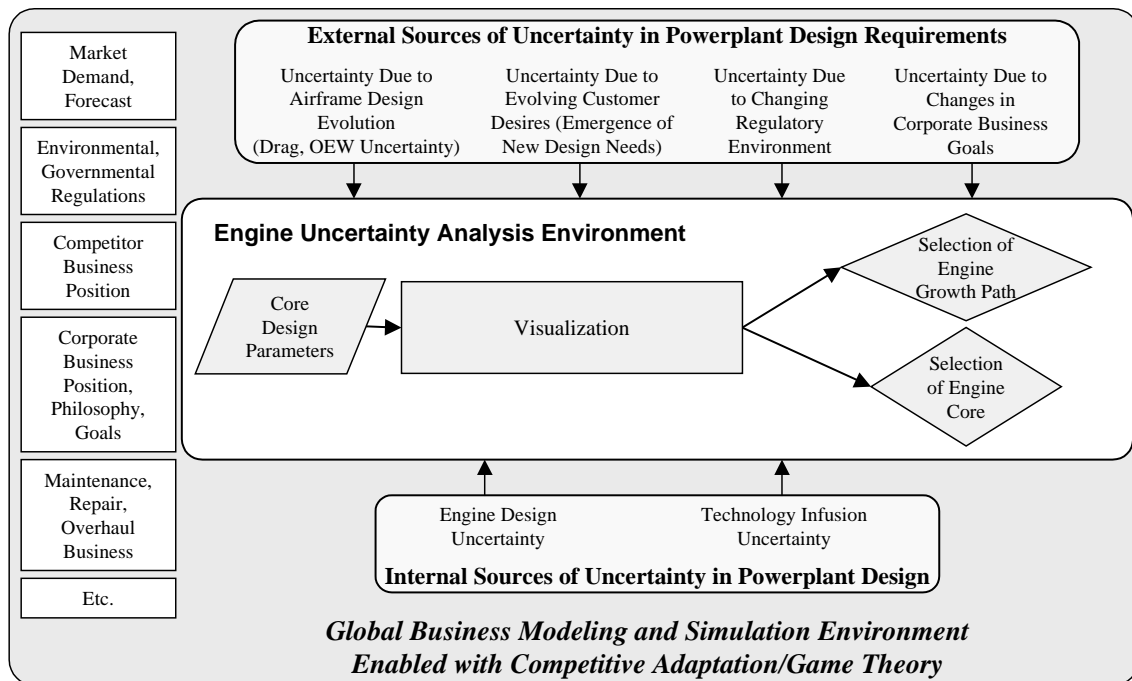 Market
Demand,
Forecast
Environmental,
Governmental
Regulations
Competitor
Business
Position
Corporate
Business
Position,
Philosophy,
Goals
Maintenance,
Repair,
Overhaul
Business
Etc.
External Sources of Uncertainty in Powerplant Design Requirements
Uncertainty Due to
Airframe Design
Evolution
(Drag, OEW Uncertainty)
Uncertainty Due to
Evolving Customer
Desires (Emergence of
New Design Needs)
Uncertainty Due
to Changing
Regulatory
Environment
Uncertainty Due to
Changes in
Corporate Business
Goals
Engine Uncertainty Analysis Environment
Core
Design
Parameters
Visualization
Selection of
Engine
Growth Path
Selection
of Engine
Core
Engine Design
Uncertainty
Technology Infusion
Uncertainty
Internal Sources of Uncertainty in Powerplant Design
Global Business Modeling and Simulation Environment
Enabled with Competitive Adaptation/Game Theory